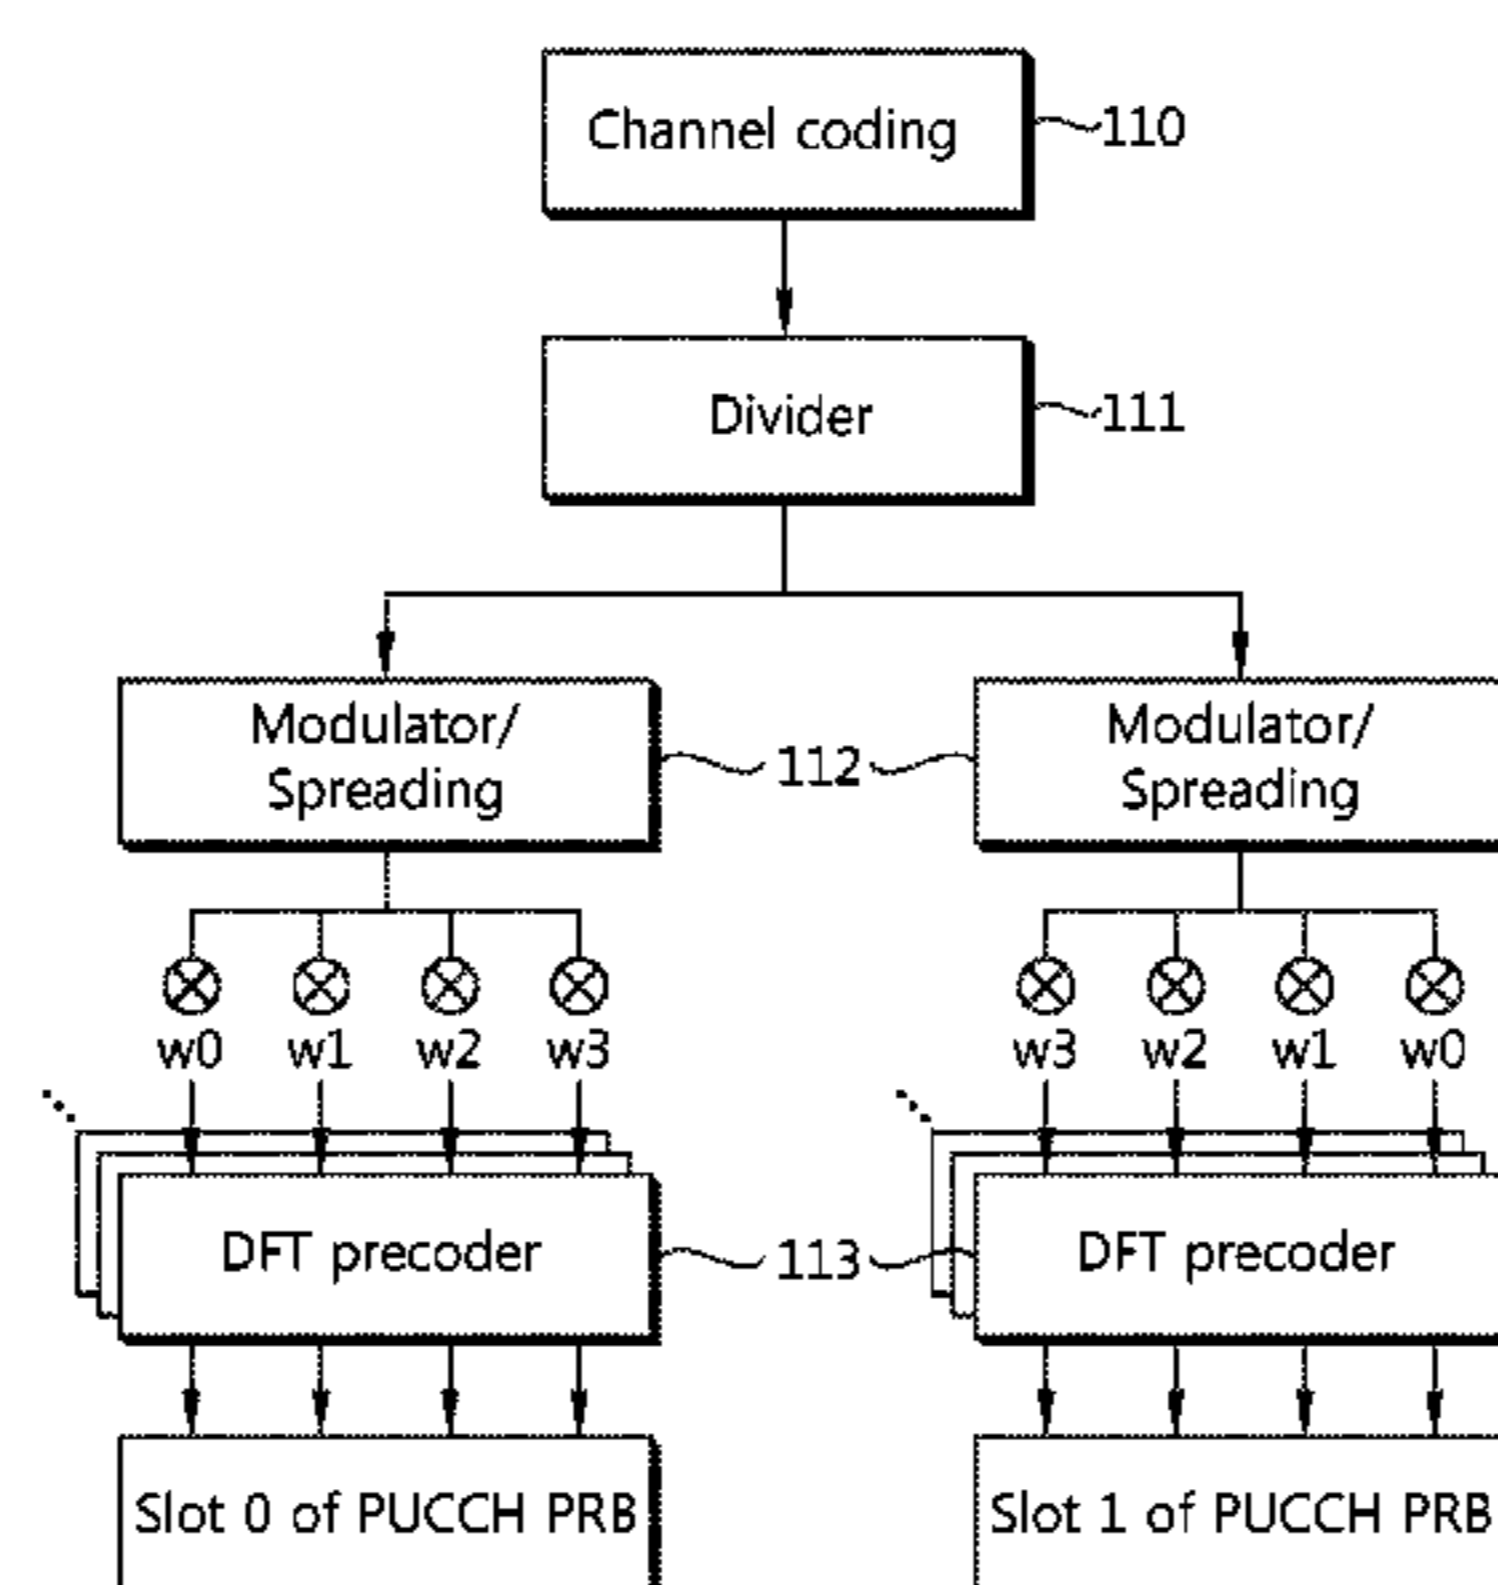 Channel coding 110
Divider 111
Modulator/ Modulator/
Spreading 112 Spreading
w0 w1 w2 w3 w3 w2 w1 w0
DFT precoder 113 DFT precoder
Slot 0 of PUCCH PRB Slot 1 of PUCCH PRB